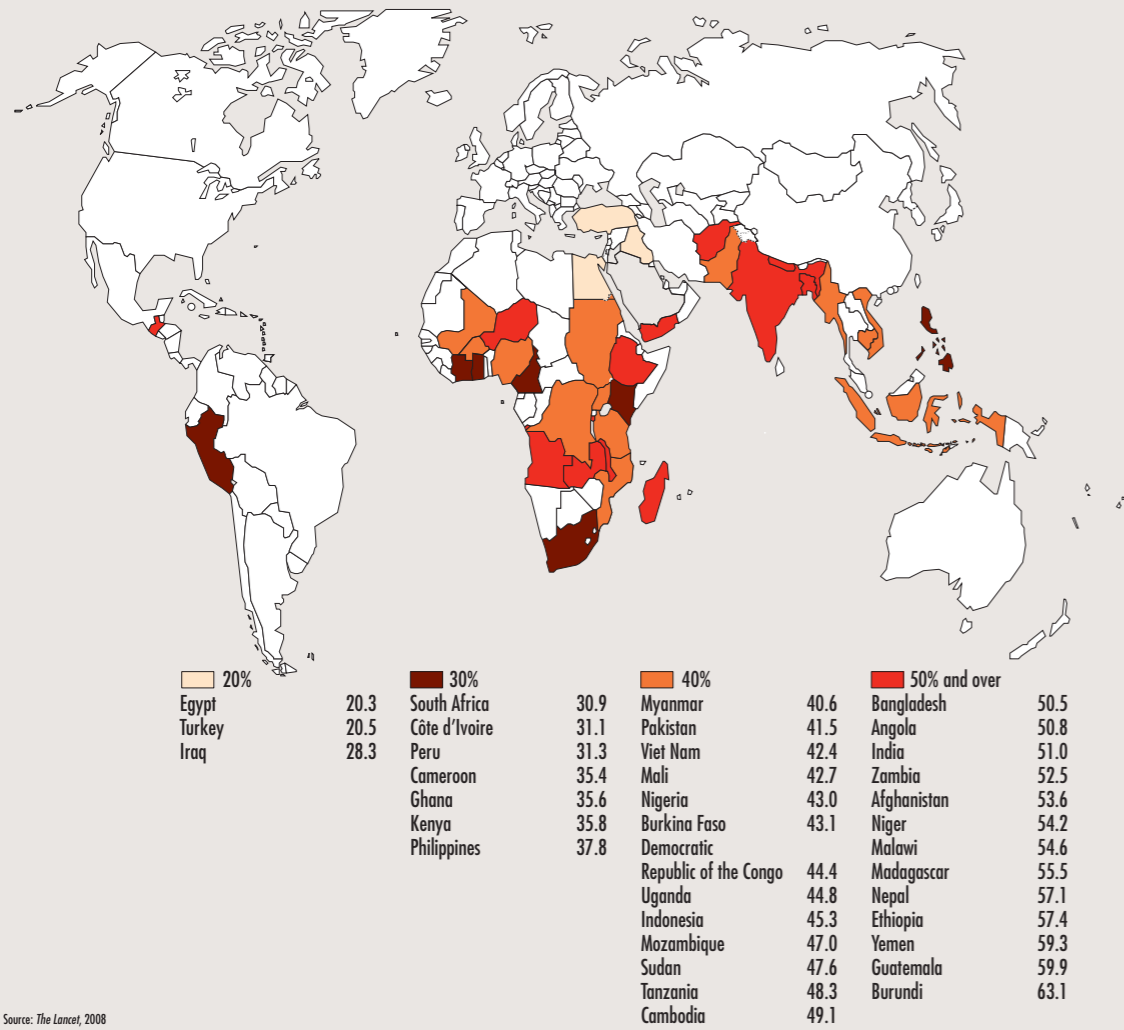 20%
Egypt 20.3
Turkey 20.5
Iraq 28.3
30%
South Africa 30.9
Côte d'Ivoire 31.1
Peru 31.3
Cameroon 35.4
Ghana 35.6
Kenya 35.8
Philippines 37.8
40%
Myanmar 40.6
Pakistan 41.5
Viet Nam 42.4
Mali 42.7
Nigeria 43.0
Burkina Faso 43.1
Democratic
Republic of the Congo 44.4
Uganda 44.8
Indonesia 45.3
Mozambique 47.0
Sudan 47.6
Tanzania 48.3
Cambodia 49.1
50% and over
Bangladesh 50.5
Angola 50.8
India 51.0
Zambia 52.5
Afghanistan 53.6
Niger 54.2
Malawi 54.6
Madagascar 55.5
Nepal 57.1
Ethiopia 57.4
Yemen 59.3
Guatemala 59.9
Burundi 63.1
Source: The Lancet, 2008